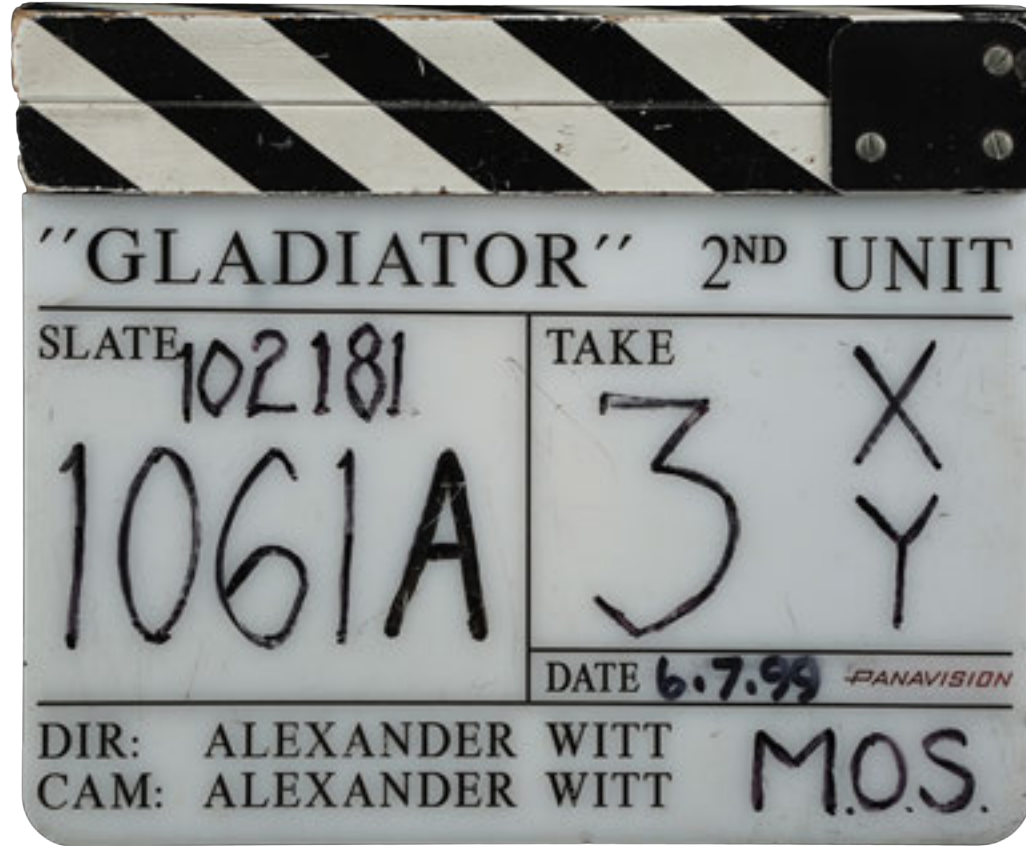 "GLADIATOR" 2ND UNIT
SLATE 102181
1061A
TAKE
3
X
Y
DATE 6.7.99 PANAVISION
DIR: ALEXANDER WITT
CAM: ALEXANDER WITT
M.O.S.